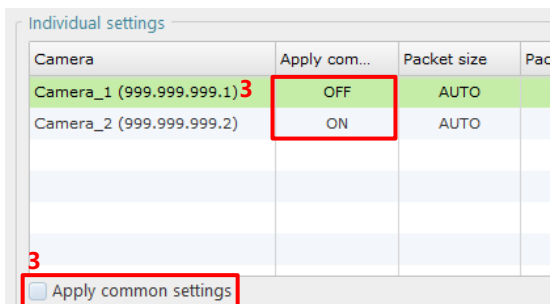 Individual settings
Camera Apply com... Packet size Pac
Camera_1 (999.999.999.1) 3 OFF AUTO
Camera_2 (999.999.999.2) ON AUTO
3
Apply common settings